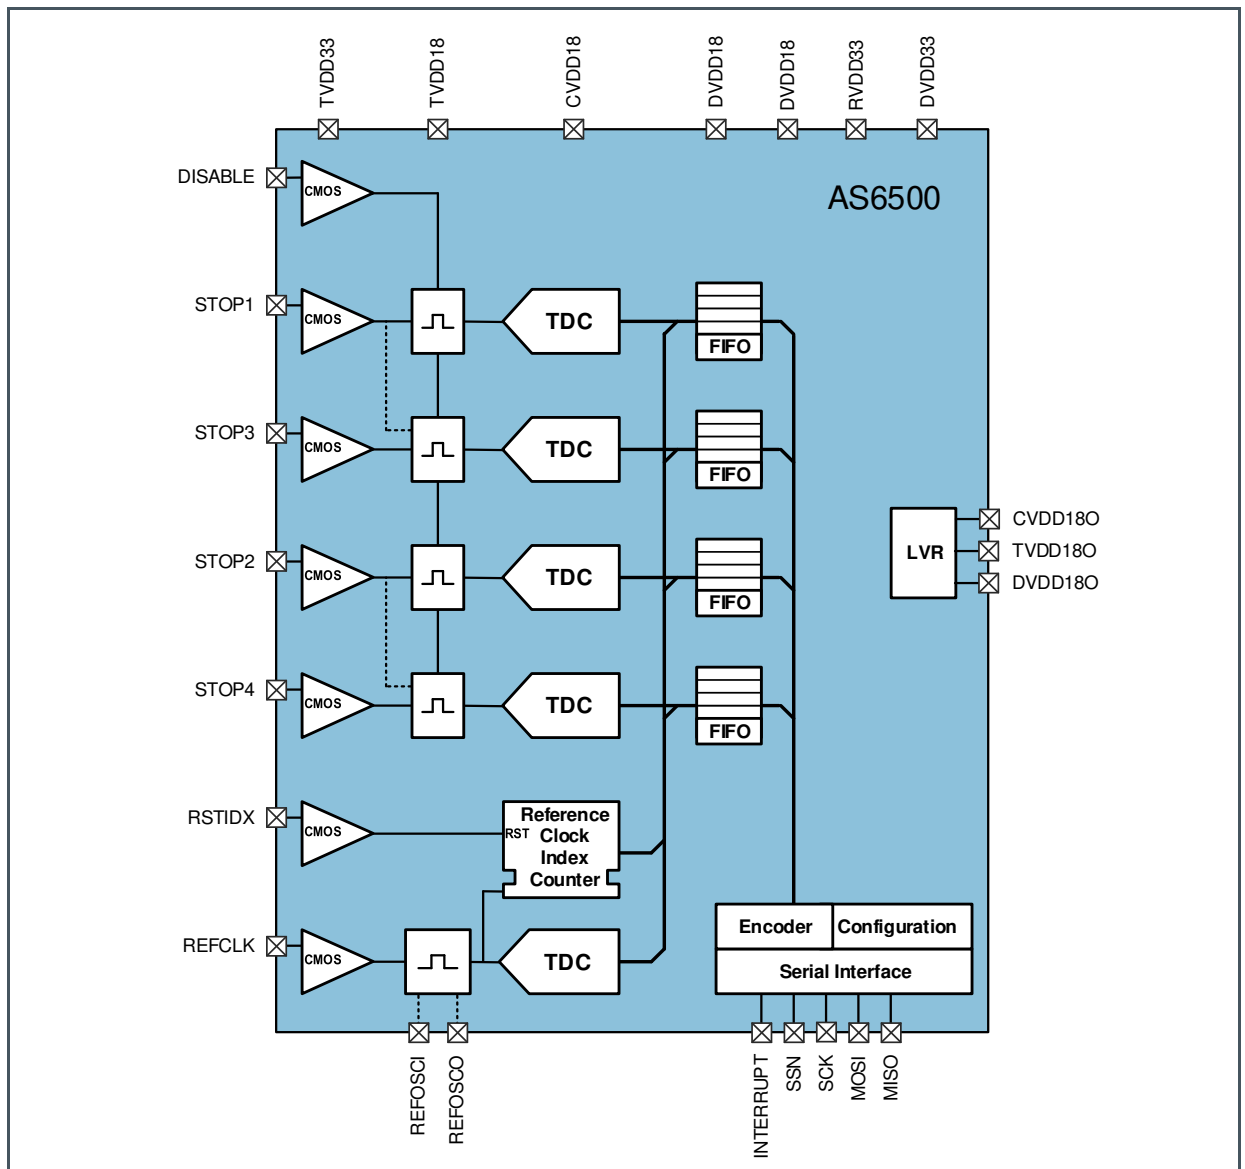 TVDD33
TVDD18
CVDD18
DVDD18
DVDD18
RVDD33
DVDD33
DISABLE
CMOS
AS6500
STOP1
CMOS
TDC
FIFO
STOP3
CMOS
TDC
FIFO
STOP2
CMOS
TDC
FIFO
LVR
CVDD18O
TVDD18O
DVDD18O
STOP4
CMOS
TDC
FIFO
RSTIDX
CMOS
RST
Reference
Clock
Index
Counter
REFCLK
CMOS
TDC
Encoder
Configuration
Serial Interface
REFOSCI
REFOSCO
INTERRUPT
SSN
SCK
MOSI
MISO